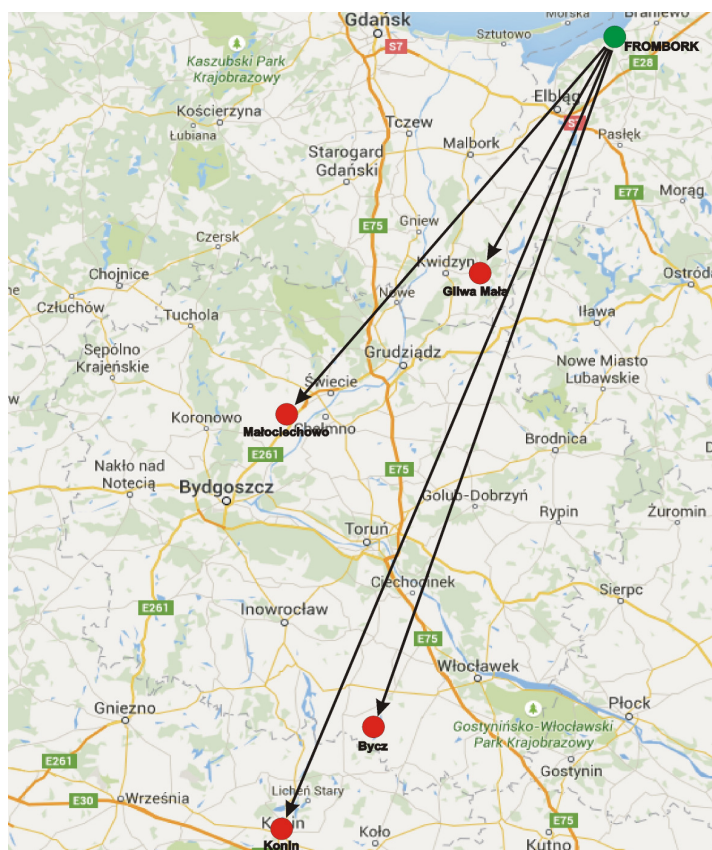 Gdańsk
Sztutowo
Morska
Braniewo
FROMBORK
S7
Kaszubski Park
Krajobrazowy
E28
Elbląg
Kościerzyna
Łubiana
Tczew
Pasłęk
Malbork
Starogard
Gdański
E77
Morąg
Gniew
E75
Czersk
Kwidzyn
Chojnice
Ostróda
Gilwa Mała
Nowe
Człuchów
Tuchola
Iława
Sępólno
Krajeńskie
Grudziądz
Nowe Miasto
Lubawskie
Świecie
Koronowo
Małociechowo
Chełmno
E261
Brodnica
Nakło nad
Notecią
E75
Bydgoszcz
Golub-Dobrzyń
Rypin
Żuromin
Toruń
Ciechocinek
Sierpc
E261
Inowrocław
E75
Włocławek
Gniezno
Płock
Gostynińsko-Włocławski
Park Krajobrazowy
Bycz
E261
Gostynin
E30
Września
Licheń Stary
E75
Konin
Koło
Kutno